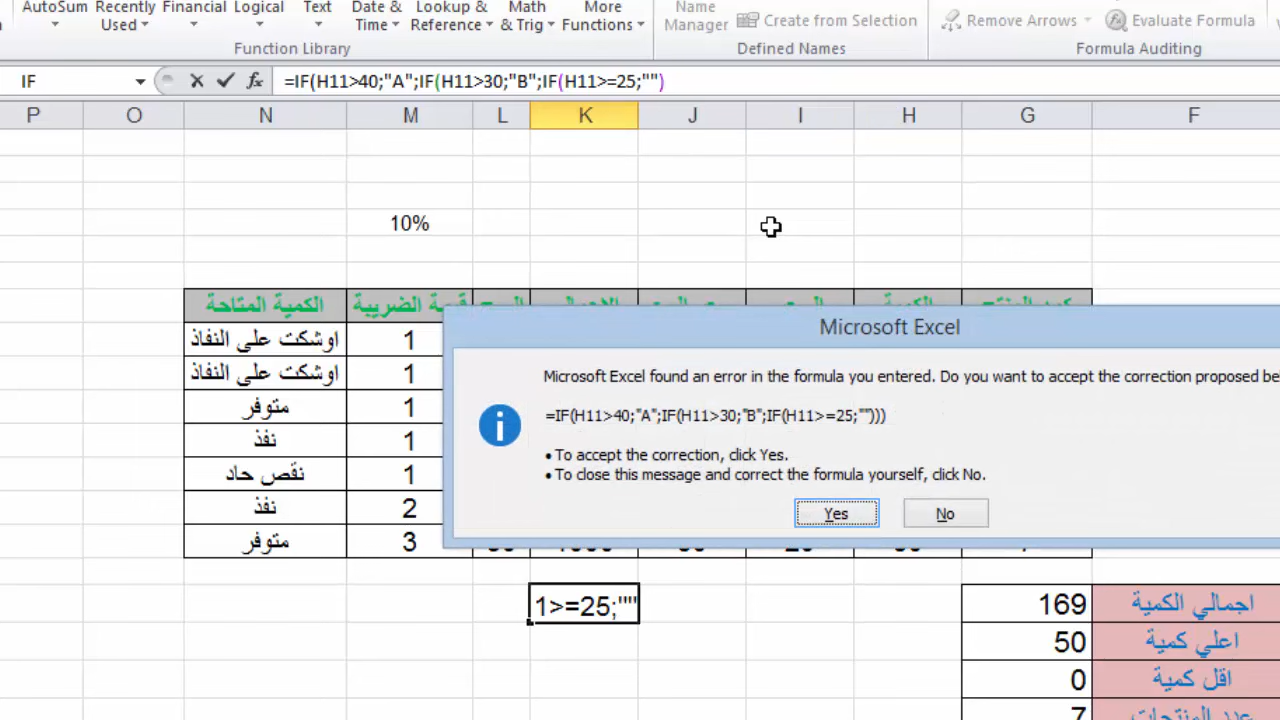 AutoSum Recently Financial Logical Text Date & Lookup & Math More Name
Used Time Reference & Trig Functions Manager Create from Selection Remove Arrows Evaluate Formula
Function Library Defined Names Formula Auditing
IF fx =IF(H11>40;"A";IF(H11>30;"B";IF(H11>=25;"")
P O N M L K J I H G F
10%
الكمية المتاحة
Microsoft Excel
اوشكت على النفاذ 1
Microsoft Excel found an error in the formula you entered. Do you want to accept the correction proposed be
اوشكت على النفاذ 1
متوفر 1
=IF(H11>40;"A";IF(H11>30;"B";IF(H11>=25;"")))
نفذ 1
• To accept the correction, click Yes.
نقص حاد 1
• To close this message and correct the formula yourself, click No.
نفذ 2
Yes No
متوفر 3
1>=25;""
اجمالي الكمية 169
اعلي كمية 50
اقل كمية 0
عدد المنتجات 7